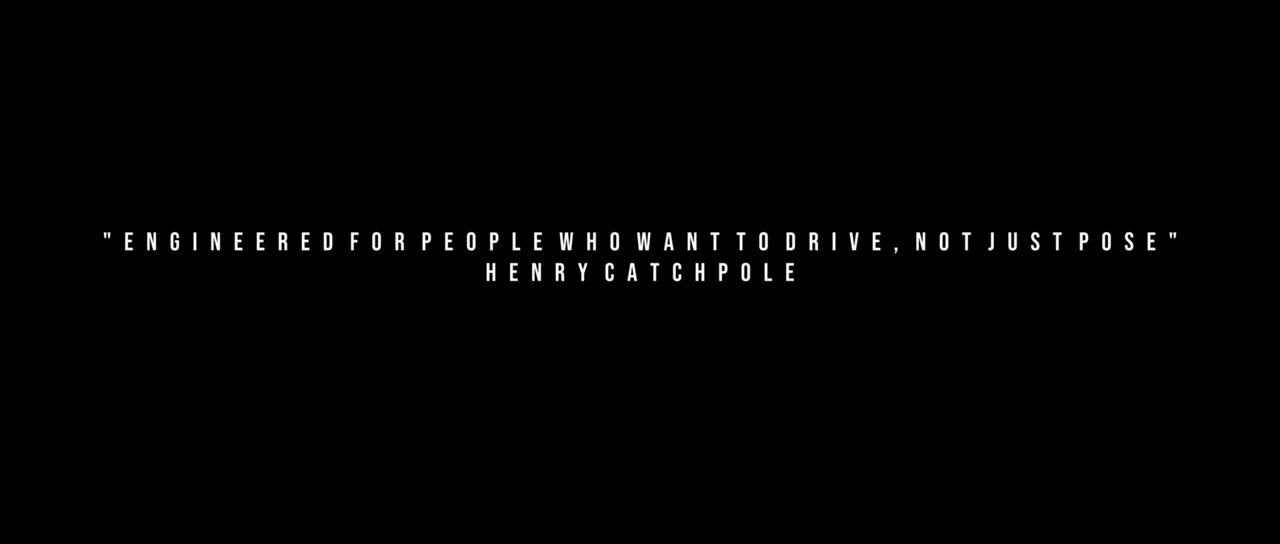 "ENGINEERED FOR PEOPLE WHO WANT TO DRIVE, NOT JUST POSE"
HENRY CATCHPOLE